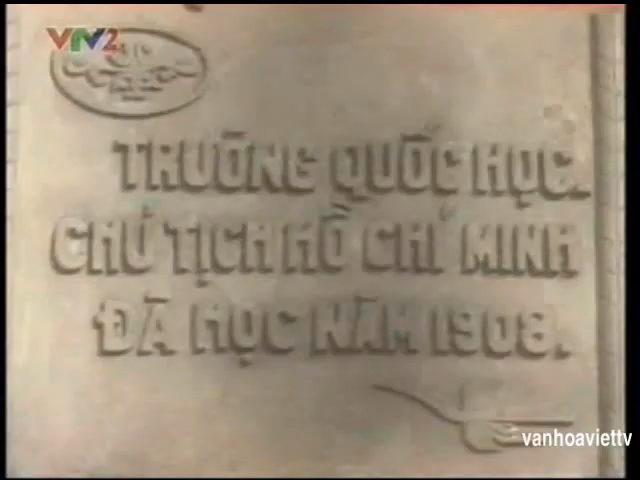 VTV2
TRƯỜNG QUỐC HỌC.
CHỦ TỊCH HỒ CHÍ MINH
ĐÃ HỌC NĂM 1908.
vanhoaviettv